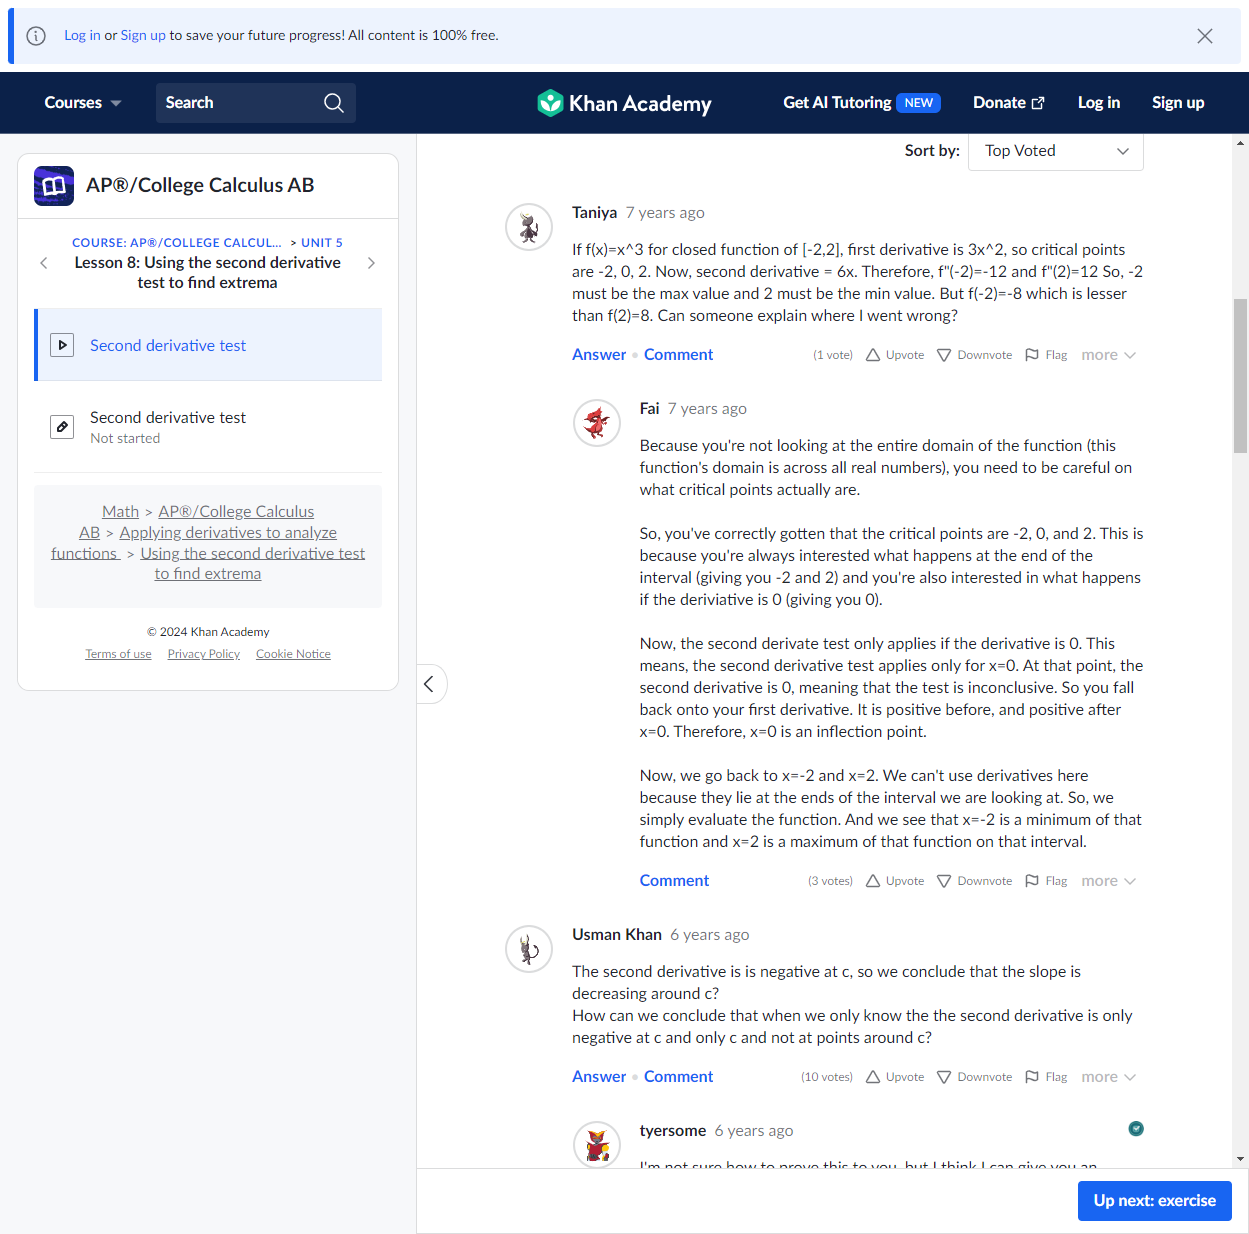 Log in or Sign up to save your future progress! All content is 100% free.
Courses
Search
Khan Academy
Get AI Tutoring NEW
Donate
Log in
Sign up
AP®/College Calculus AB
COURSE: AP®/COLLEGE CALCUL... > UNIT 5
Lesson 8: Using the second derivative
test to find extrema
Second derivative test
Second derivative test
Not started
Math > AP®/College Calculus
AB > Applying derivatives to analyze
functions > Using the second derivative test
to find extrema
© 2024 Khan Academy
Terms of use Privacy Policy Cookie Notice
Sort by: Top Voted
Taniya 7 years ago
If f(x)=x^3 for closed function of [-2,2], first derivative is 3x^2, so critical points
are -2, 0, 2. Now, second derivative = 6x. Therefore, f"(-2)=-12 and f"(2)=12 So, -2
must be the max value and 2 must be the min value. But f(-2)=-8 which is lesser
than f(2)=8. Can someone explain where I went wrong?
Answer • Comment (1 vote) Upvote Downvote Flag more
Fai 7 years ago
Because you're not looking at the entire domain of the function (this
function's domain is across all real numbers), you need to be careful on
what critical points actually are.
So, you've correctly gotten that the critical points are -2, 0, and 2. This is
because you're always interested what happens at the end of the
interval (giving you -2 and 2) and you're also interested in what happens
if the deriviative is 0 (giving you 0).
Now, the second derivate test only applies if the derivative is 0. This
means, the second derivative test applies only for x=0. At that point, the
second derivative is 0, meaning that the test is inconclusive. So you fall
back onto your first derivative. It is positive before, and positive after
x=0. Therefore, x=0 is an inflection point.
Now, we go back to x=-2 and x=2. We can't use derivatives here
because they lie at the ends of the interval we are looking at. So, we
simply evaluate the function. And we see that x=-2 is a minimum of that
function and x=2 is a maximum of that function on that interval.
Comment (3 votes) Upvote Downvote Flag more
Usman Khan 6 years ago
The second derivative is is negative at c, so we conclude that the slope is
decreasing around c?
How can we conclude that when we only know the the second derivative is only
negative at c and only c and not at points around c?
Answer • Comment (10 votes) Upvote Downvote Flag more
tyersome 6 years ago
I'm not sure how to prove this to you, but I think I can give you an
Up next: exercise